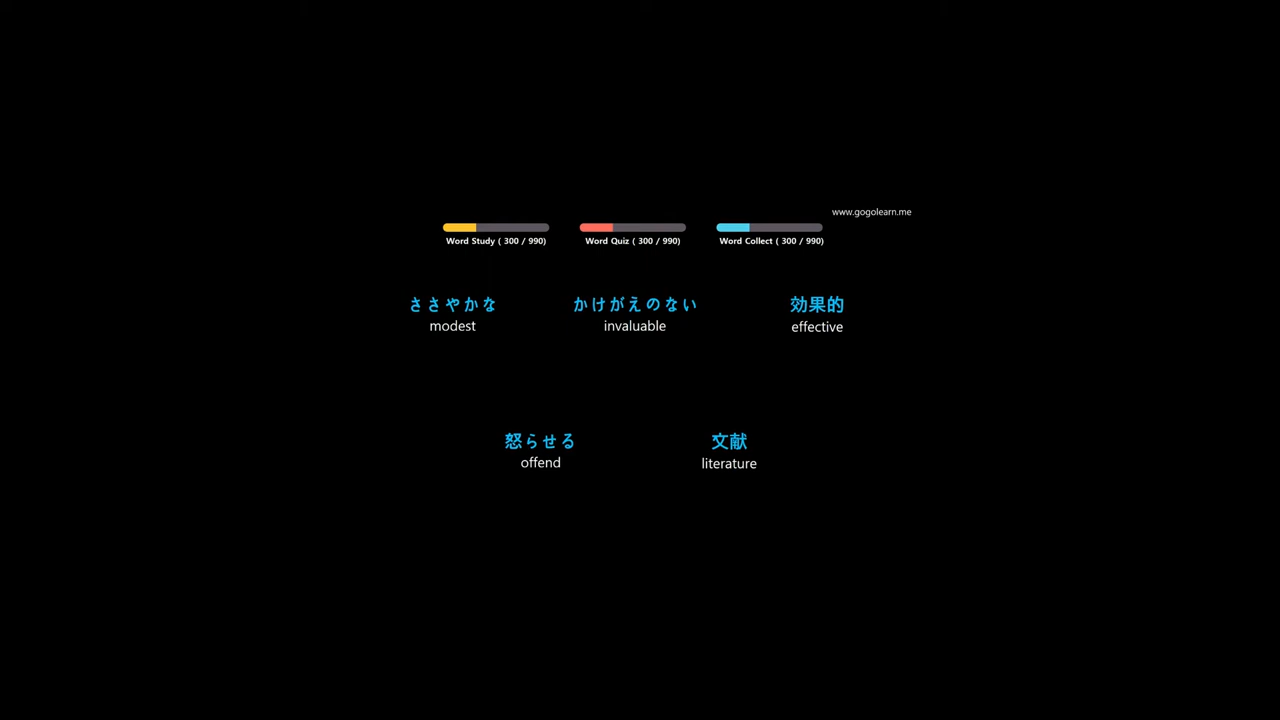 www.gogolearn.me
Word Study ( 300 / 990)
Word Quiz ( 300 / 990)
Word Collect ( 300 / 990)
ささやかな
modest
かけがえのない
invaluable
効果的
effective
怒らせる
offend
文献
literature